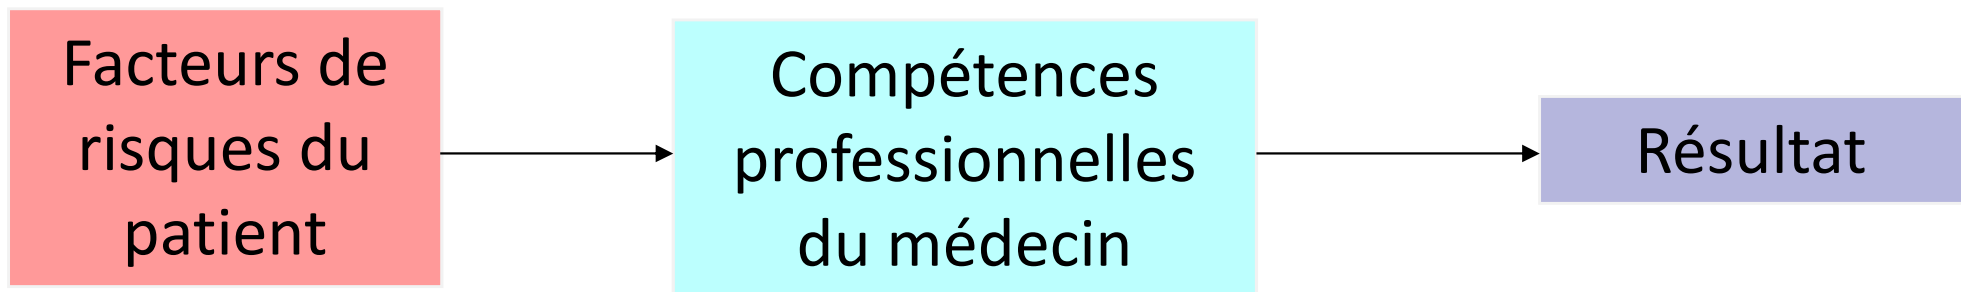 Facteurs de
risques du
patient
Compétences
professionnelles
du médecin
Résultat